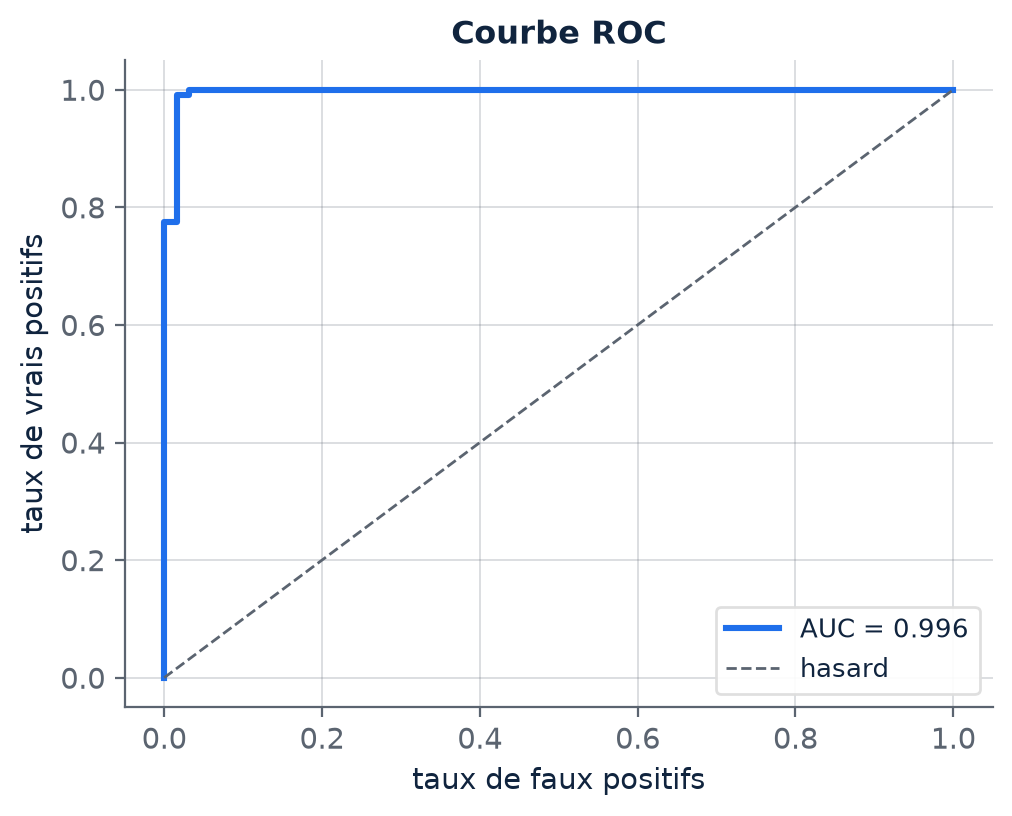 Courbe ROC
taux de vrais positifs
1.0
0.8
0.6
0.4
0.2
0.0
AUC = 0.996
hasard
0.0 0.2 0.4 0.6 0.8 1.0
taux de faux positifs